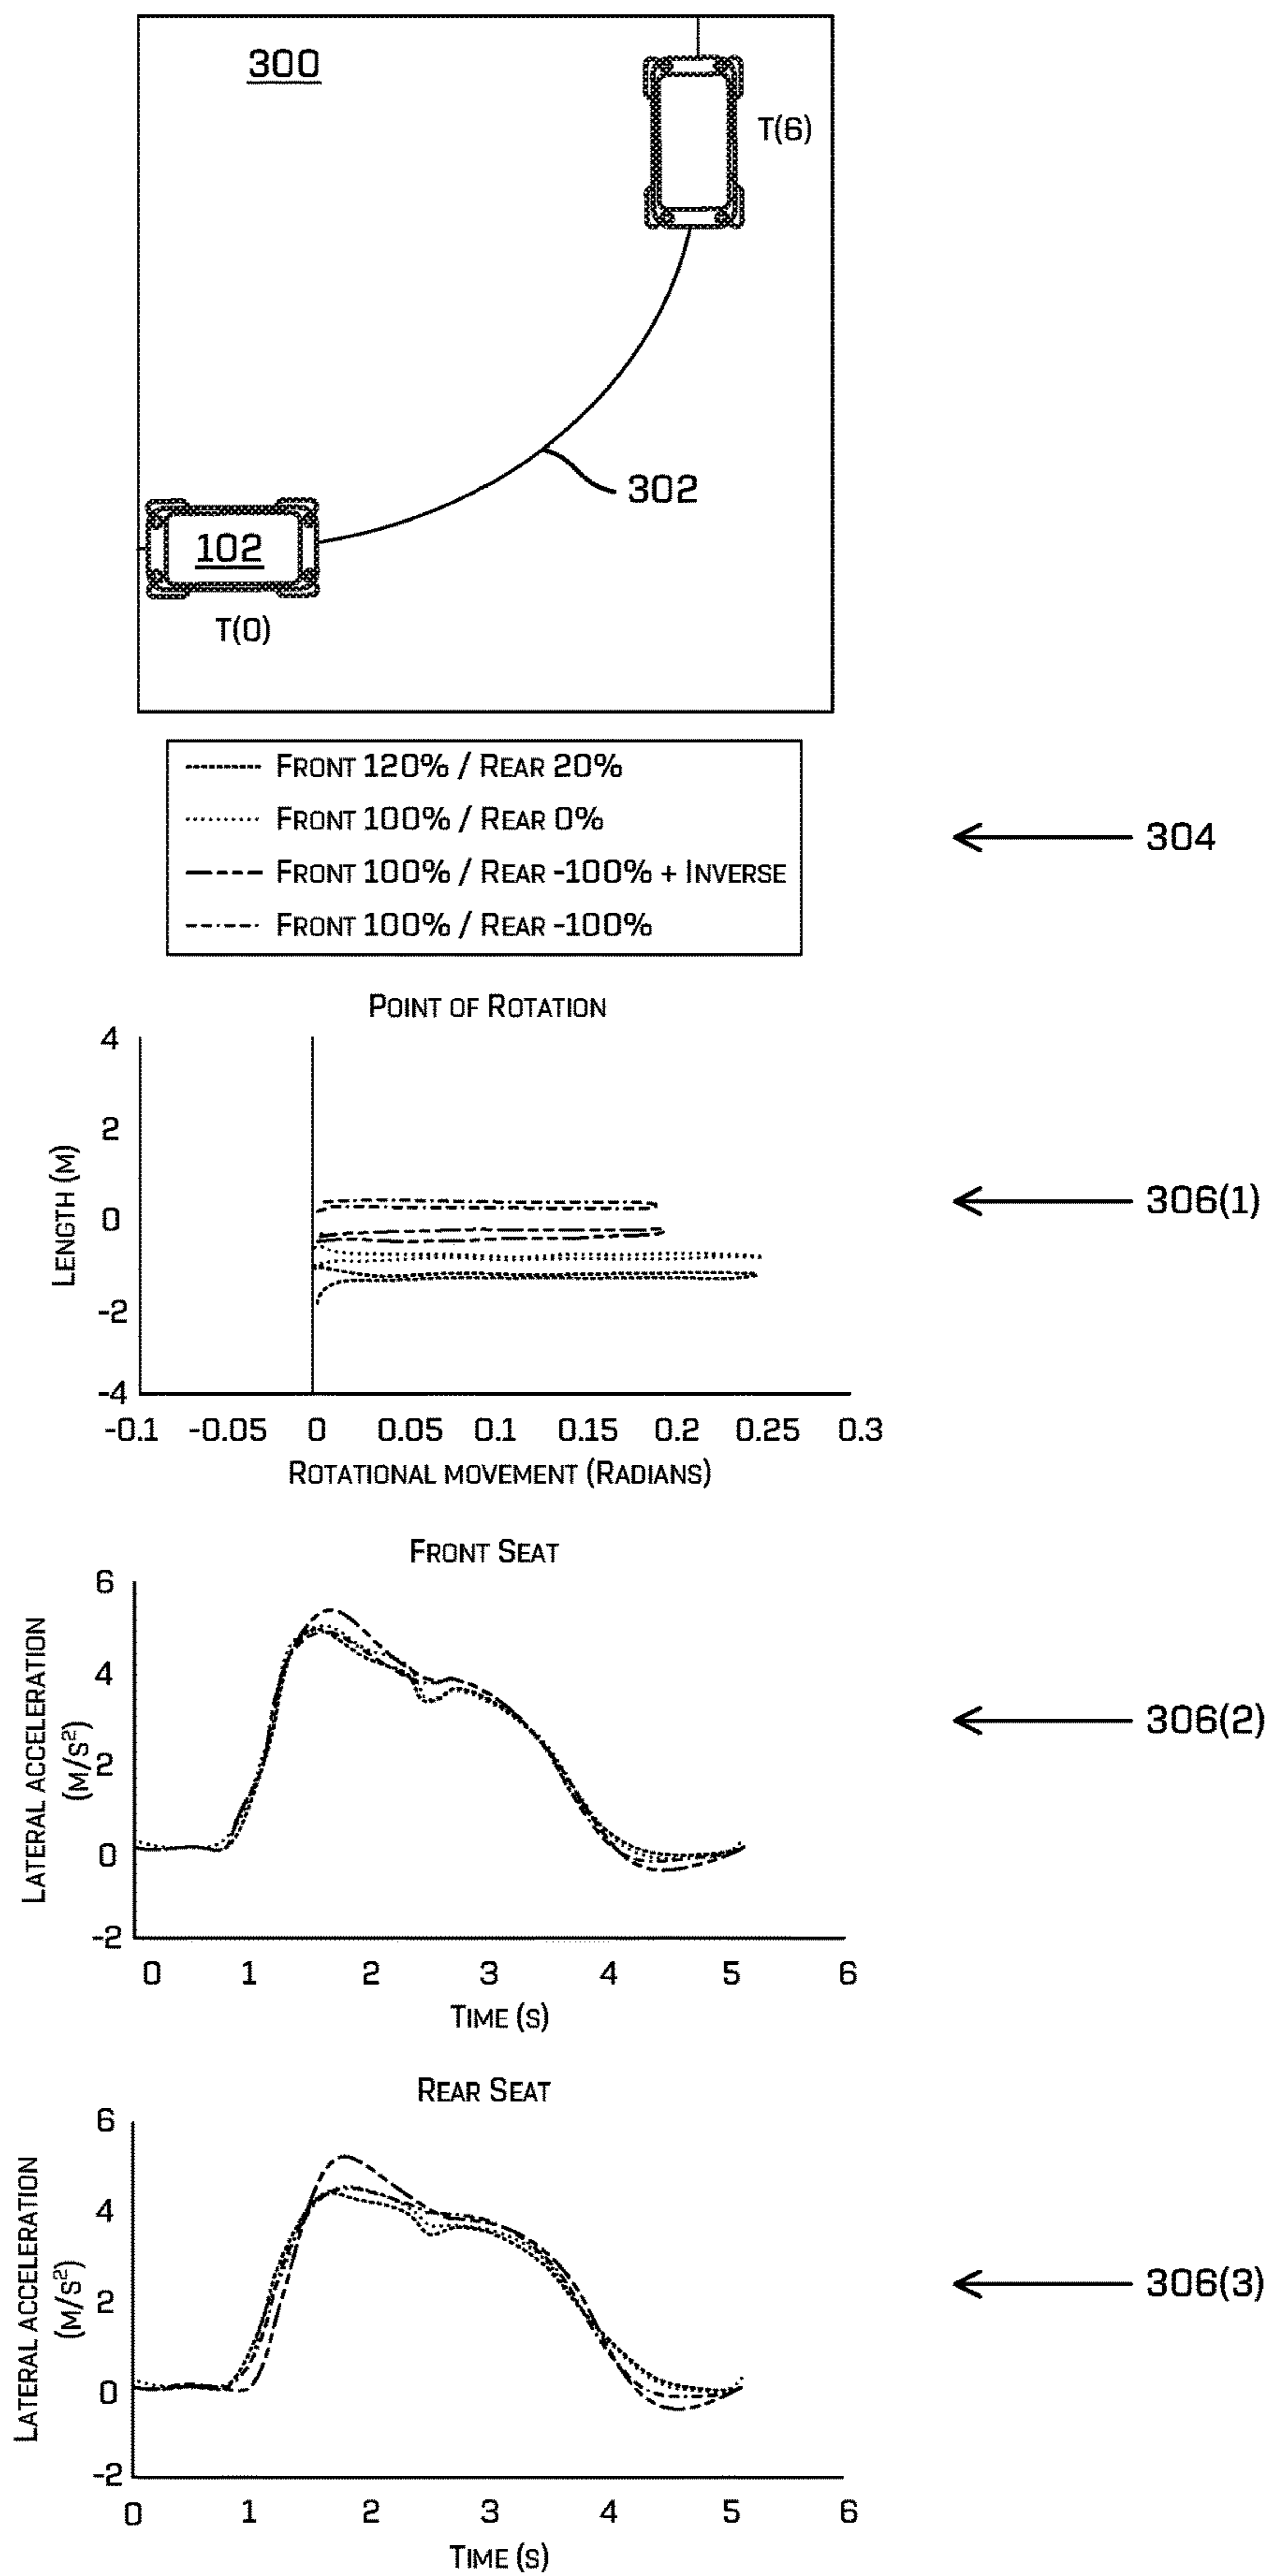 300
T(6)
302
102
T(0)
FRONT 120% / REAR 20%
FRONT 100% / REAR 0%
FRONT 100% / REAR -100% + INVERSE
FRONT 100% / REAR -100%
304
POINT OF ROTATION
4
2
0
-2
-4
LENGTH (M)
-0.1 -0.05 0 0.05 0.1 0.15 0.2 0.25 0.3
ROTATIONAL MOVEMENT (RADIANS)
306(1)
FRONT SEAT
6
4
2
0
-2
LATERAL ACCELERATION
(M/S²)
0 1 2 3 4 5 6
TIME (S)
306(2)
REAR SEAT
6
4
2
0
-2
LATERAL ACCELERATION
(M/S²)
0 1 2 3 4 5 6
TIME (S)
306(3)